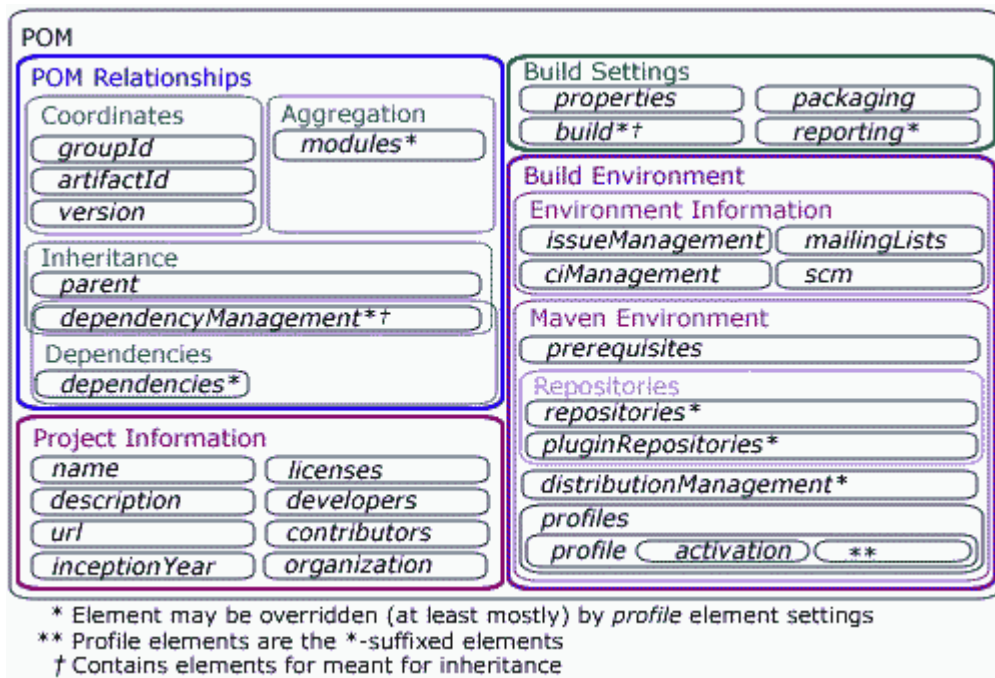 POM
POM Relationships
Coordinates
groupId
artifactId
version
Aggregation
modules*
Inheritance
parent
dependencyManagement*†
Dependencies
dependencies*
Project Information
name
licenses
description
developers
url
contributors
inceptionYear
organization
Build Settings
properties
packaging
build*†
reporting*
Build Environment
Environment Information
issueManagement
mailingLists
ciManagement
scm
Maven Environment
prerequisites
Repositories
repositories*
pluginRepositories*
distributionManagement*
profiles
profile activation **
* Element may be overridden (at least mostly) by profile element settings
** Profile elements are the *-suffixed elements
† Contains elements for meant for inheritance